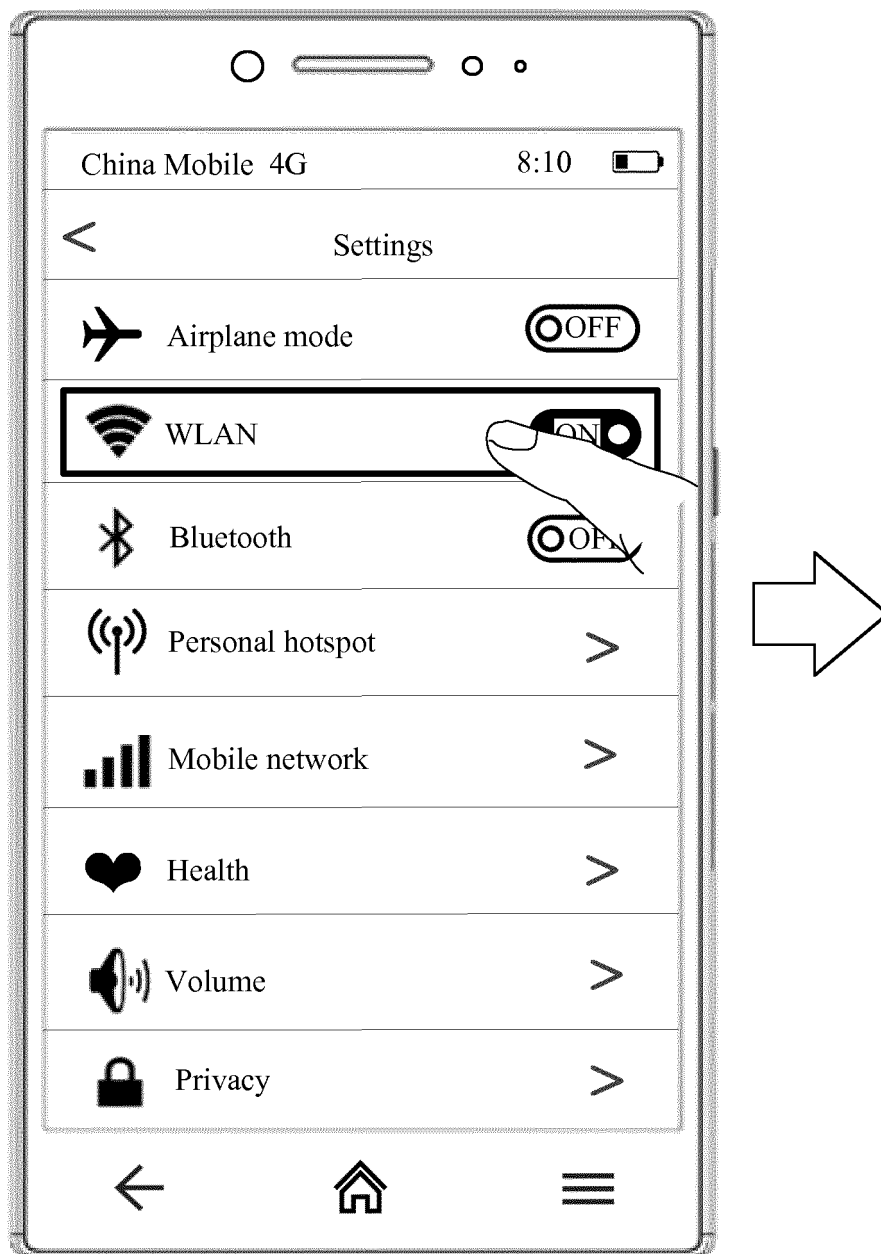 China Mobile 4G 8:10
< Settings
Airplane mode OFF
WLAN ON
Bluetooth OFF
Personal hotspot >
Mobile network >
Health >
Volume >
Privacy >